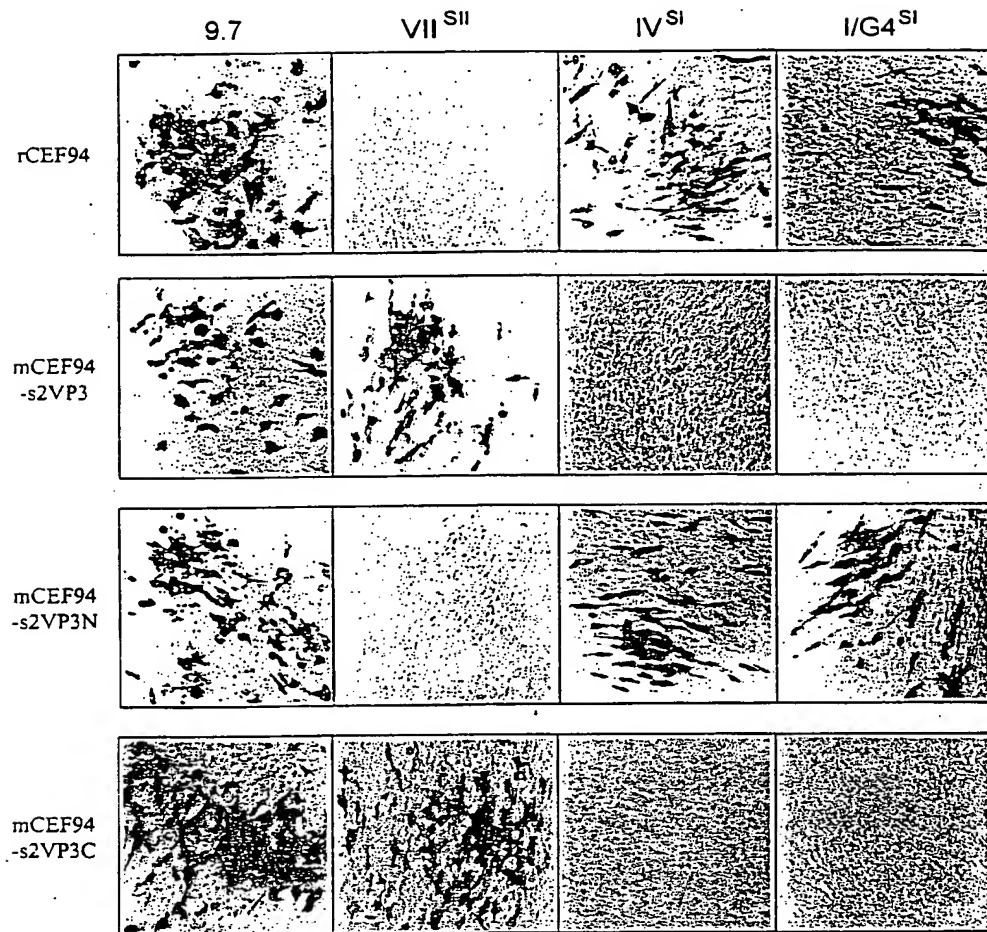 9.7 VII SII IV SI I/G4 SI
rCEF94
mCEF94
-s2VP3
mCEF94
-s2VP3N
mCEF94
-s2VP3C